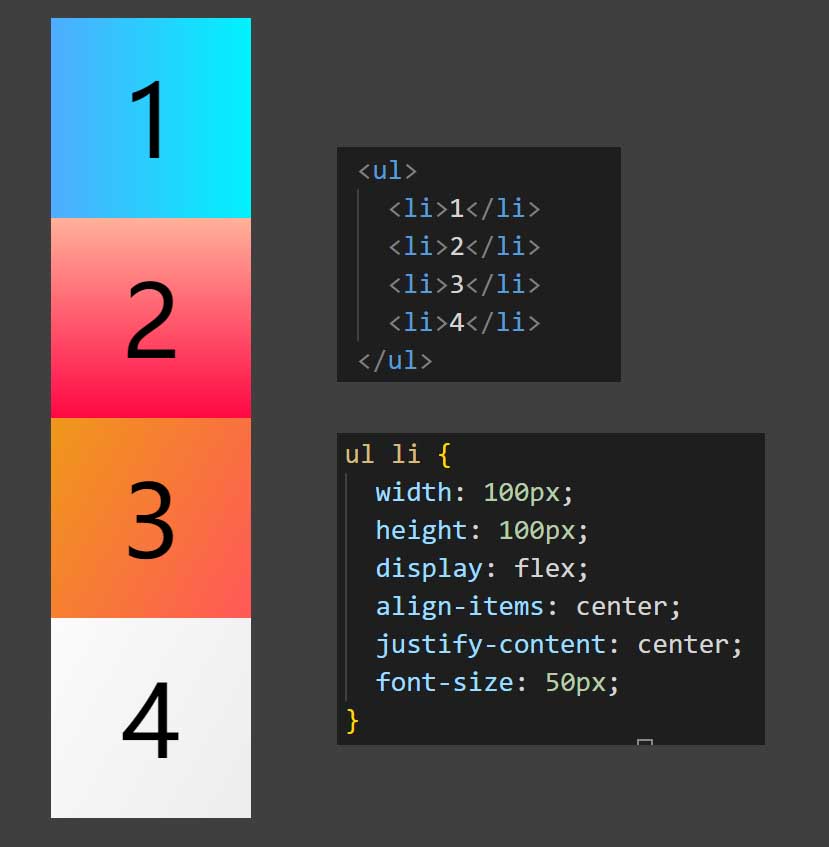 1
2
3
4
<ul>
<li>1</li>
<li>2</li>
<li>3</li>
<li>4</li>
</ul>
ul li {
width: 100px;
height: 100px;
display: flex;
align-items: center;
justify-content: center;
font-size: 50px;
}